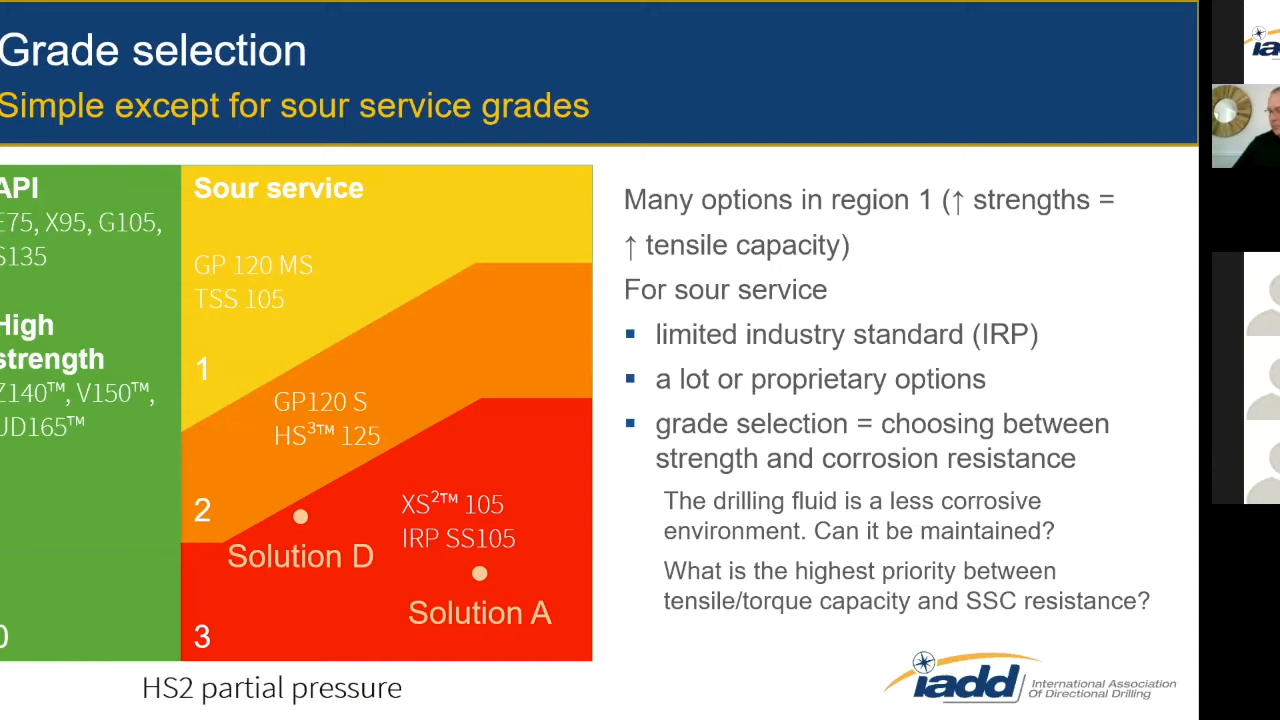 Grade selection
Simple except for sour service grades
API
E75, X95, G105,
S135
High
strength
Z140™, V150™,
UD165™
0
Sour service
GP 120 MS
TSS 105
1
GP120 S
HS³™ 125
2
XS²™ 105
IRP SS105
Solution D
Solution A
3
HS2 partial pressure
Many options in region 1 (↑ strengths =
↑ tensile capacity)
For sour service
▪ limited industry standard (IRP)
▪ a lot or proprietary options
▪ grade selection = choosing between
strength and corrosion resistance
The drilling fluid is a less corrosive
environment. Can it be maintained?
What is the highest priority between
tensile/torque capacity and SSC resistance?
iadd
International Association
Of Directional Drilling